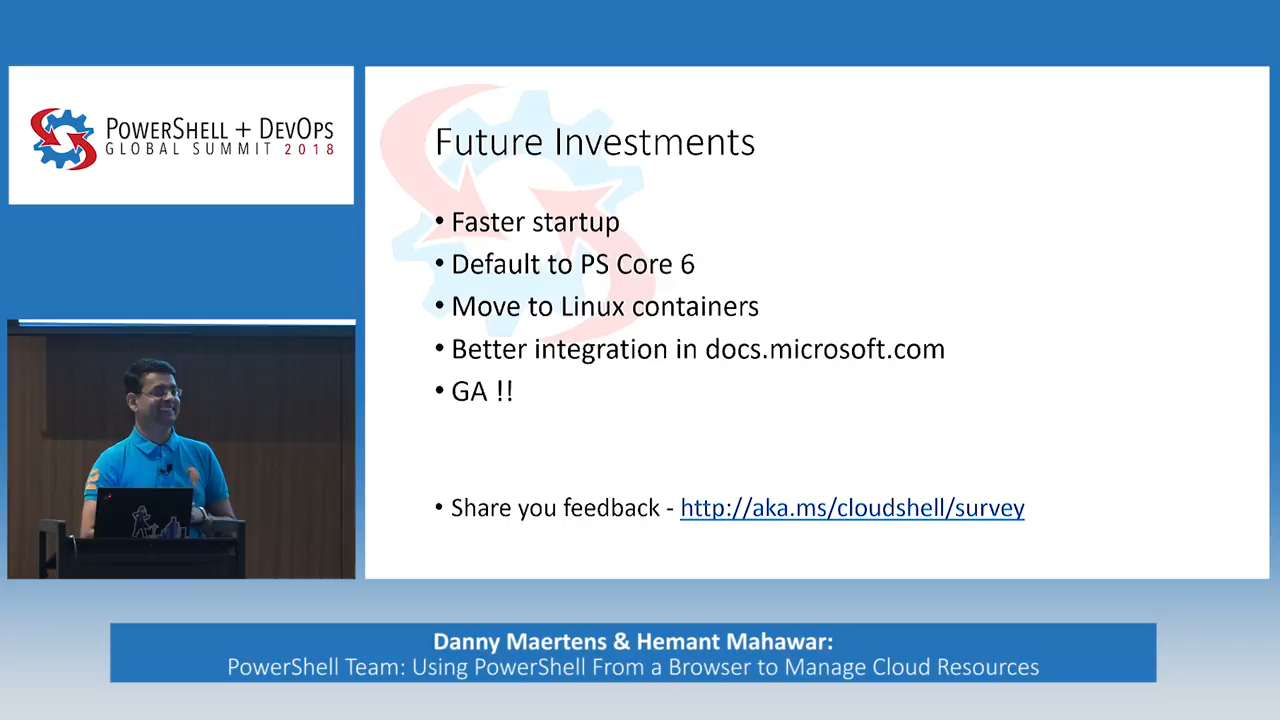 POWERSHELL + DEVOPS
GLOBAL SUMMIT 2018
Future Investments
• Faster startup
• Default to PS Core 6
• Move to Linux containers
• Better integration in docs.microsoft.com
• GA !!
• Share you feedback - http://aka.ms/cloudshell/survey
Danny Maertens & Hemant Mahawar:
PowerShell Team: Using PowerShell From a Browser to Manage Cloud Resources